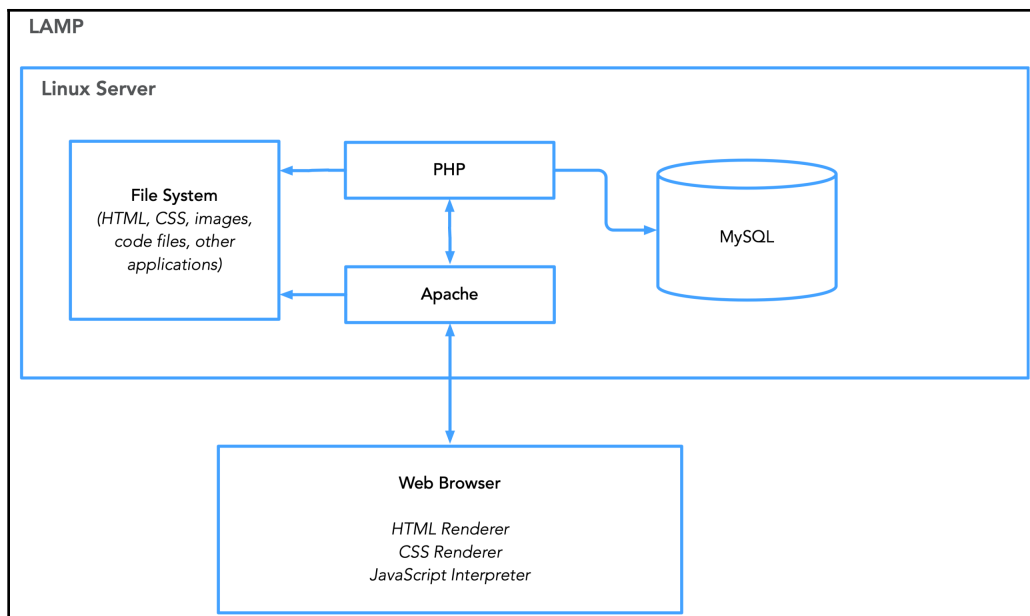 LAMP
Linux Server
File System
(HTML, CSS, images,
code files, other
applications)
PHP
Apache
MySQL
Web Browser
HTML Renderer
CSS Renderer
JavaScript Interpreter